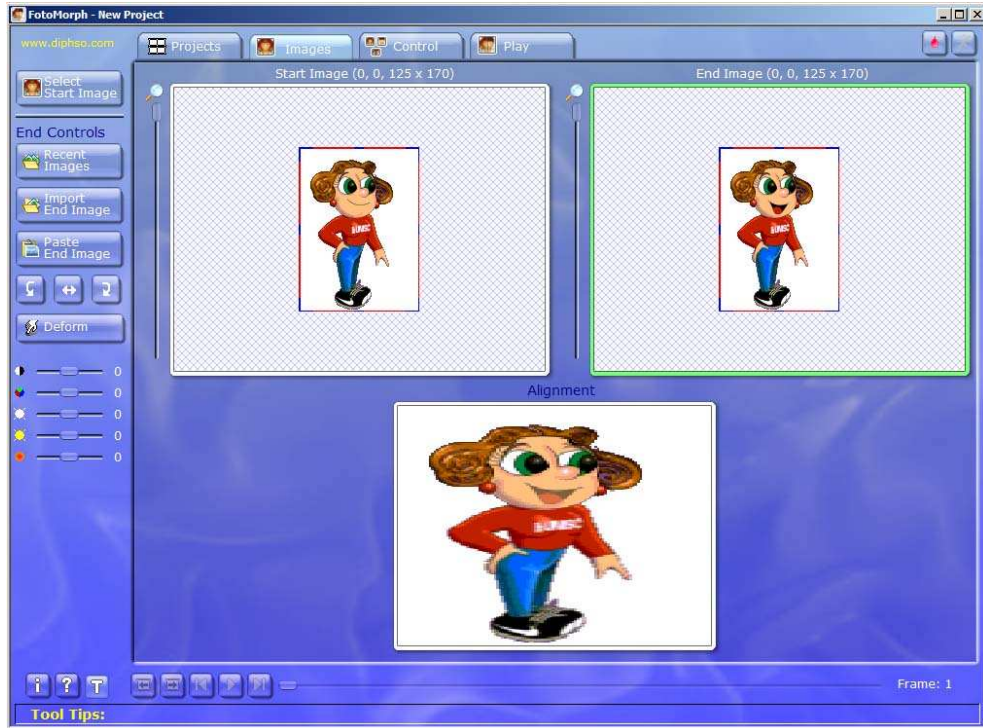 FotoMorph - New Project
www.diphso.com
Projects
Images
Control
Play
Select
Start Image
Start Image (0, 0, 125 x 170)
End Image (0, 0, 125 x 170)
End Controls
Recent
Images
Import
End Image
Paste
End Image
Deform
0
0
0
0
0
Alignment
i
?
T
Frame: 1
Tool Tips: